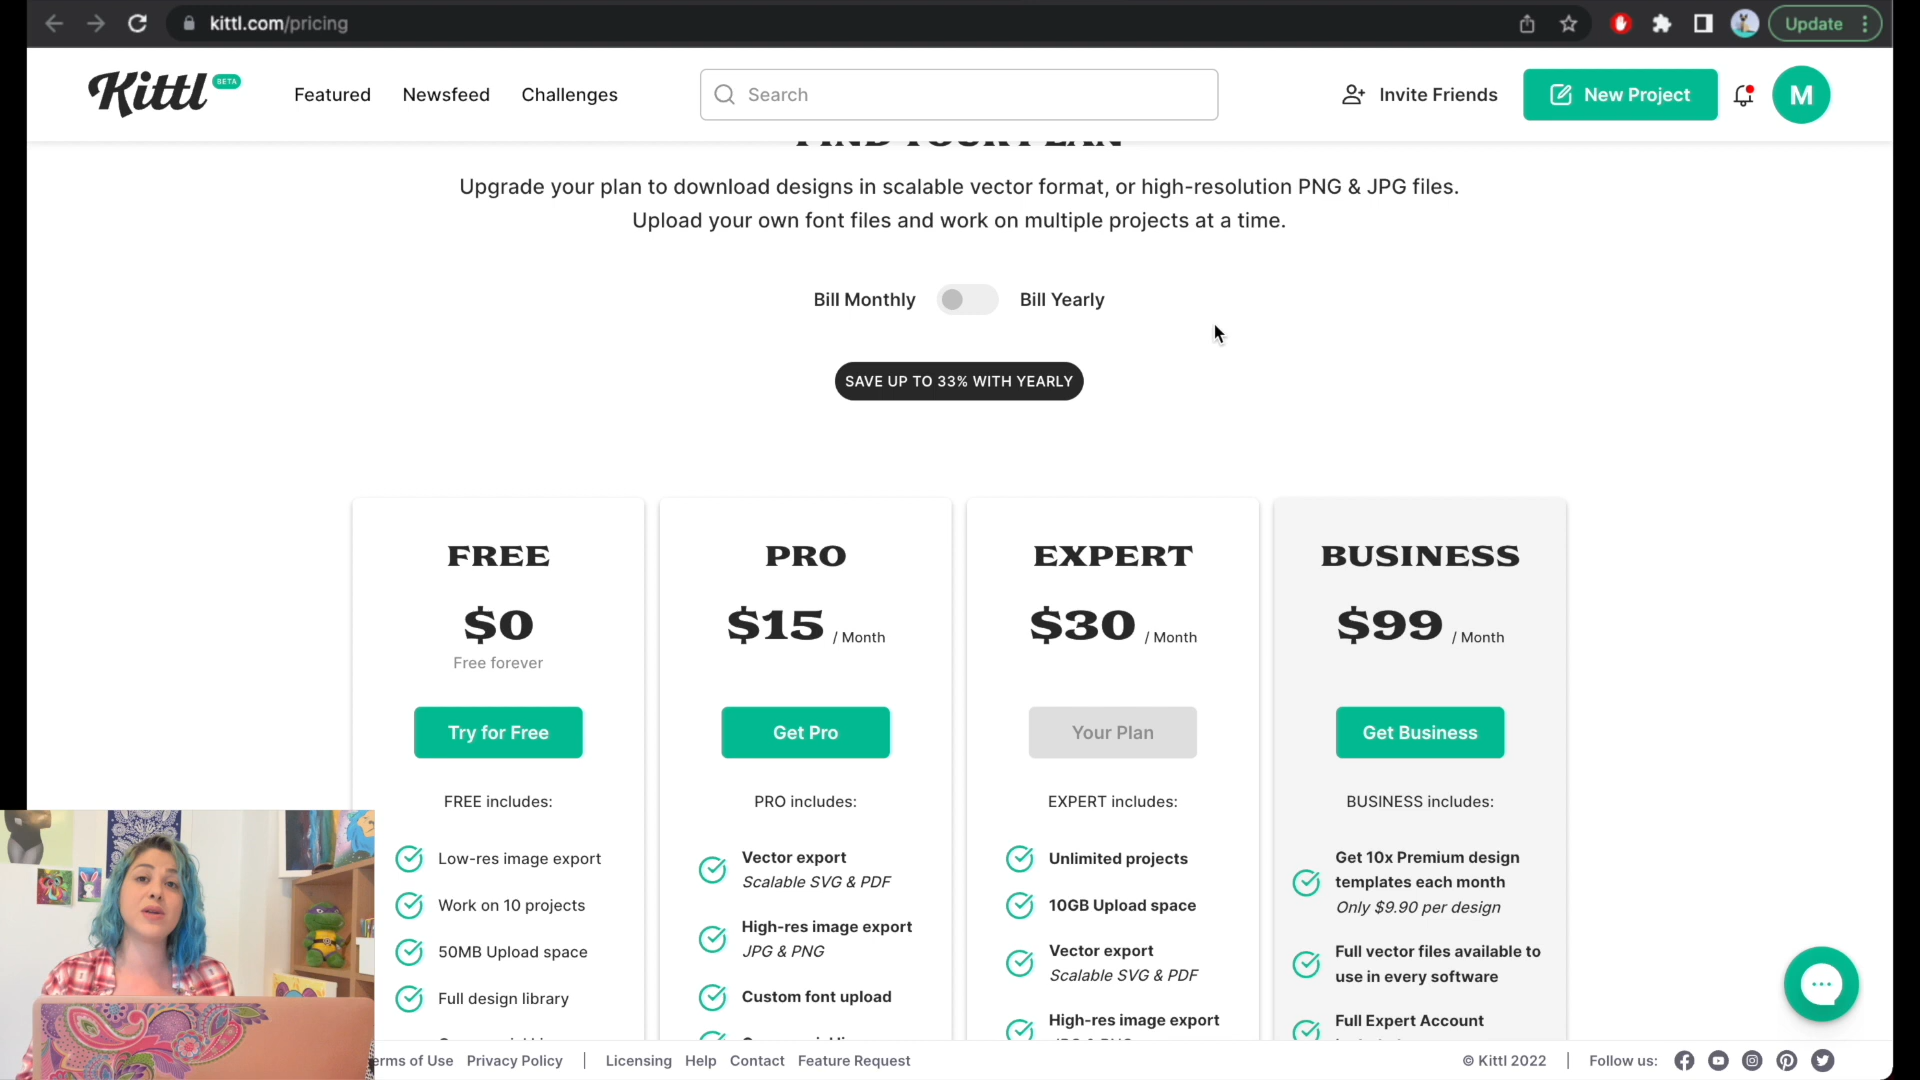 kittl.com/pricing
Update
Kittl BETA
Featured
Newsfeed
Challenges
Search
Invite Friends
New Project
M
FIND YOUR PLAN
Upgrade your plan to download designs in scalable vector format, or high-resolution PNG & JPG files.
Upload your own font files and work on multiple projects at a time.
Bill Monthly
Bill Yearly
SAVE UP TO 33% WITH YEARLY
FREE
$0
Free forever
Try for Free
FREE includes:
Low-res image export
Work on 10 projects
50MB Upload space
Full design library
PRO
$15 / Month
Get Pro
PRO includes:
Vector export
Scalable SVG & PDF
High-res image export
JPG & PNG
Custom font upload
EXPERT
$30 / Month
Your Plan
EXPERT includes:
Unlimited projects
10GB Upload space
Vector export
Scalable SVG & PDF
High-res image export
BUSINESS
$99 / Month
Get Business
BUSINESS includes:
Get 10x Premium design
templates each month
Only $9.90 per design
Full vector files available to
use in every software
Full Expert Account
erms of Use
Privacy Policy
Licensing
Help
Contact
Feature Request
© Kittl 2022
Follow us: